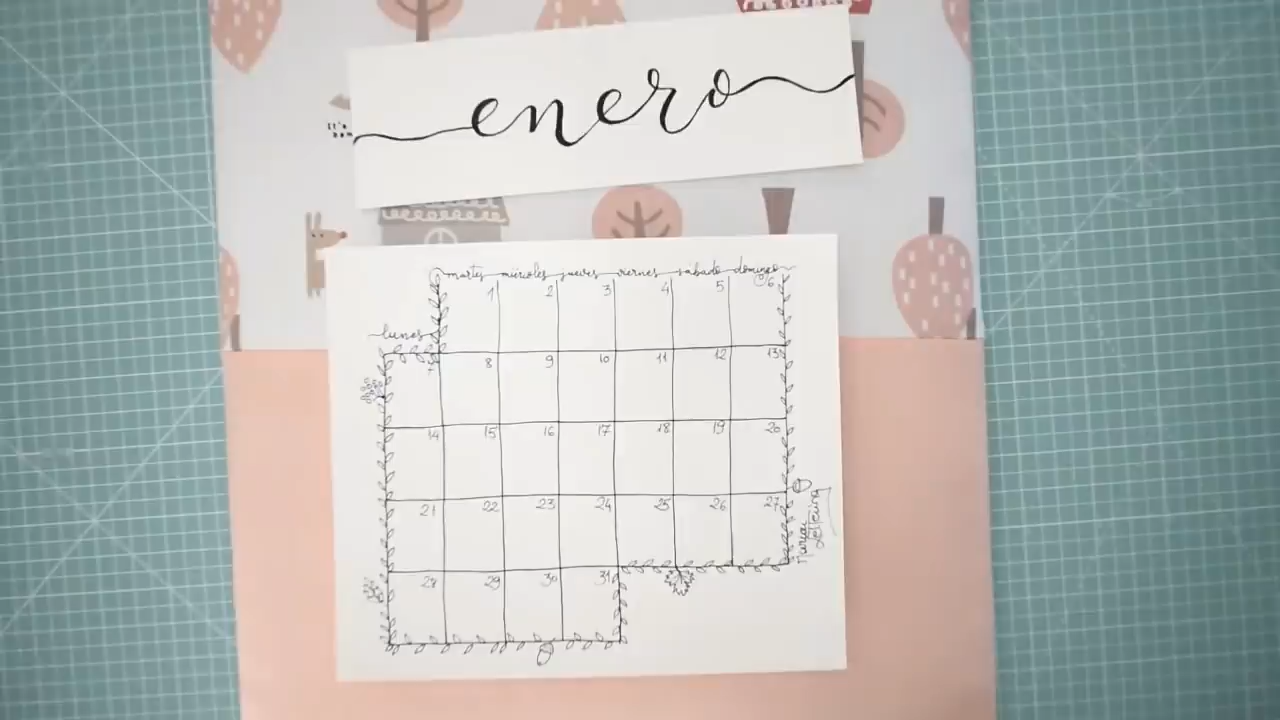 enero
It's
martes miércoles jueves viernes sábado domingo
1 2 3 4 5 6
lunes
7 8 9 10 11 12 13
14 15 16 17 18 19 20
21 22 23 24 25 26 27
28 29 30 31
Lettering